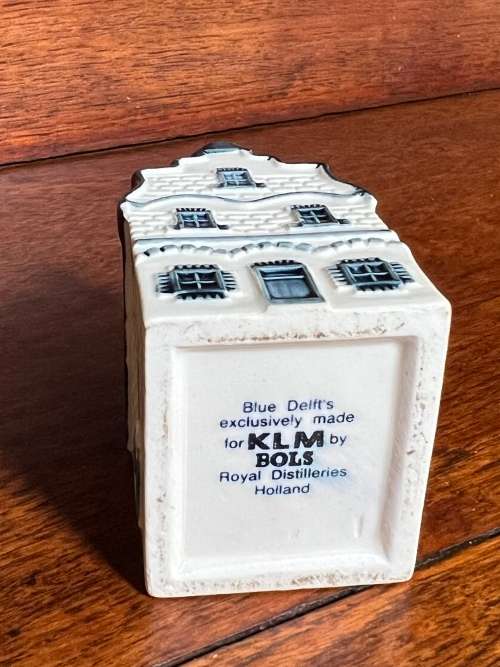 Blue Delft's
exclusively made
for KLM by
BOLS
Royal Distilleries
Holland